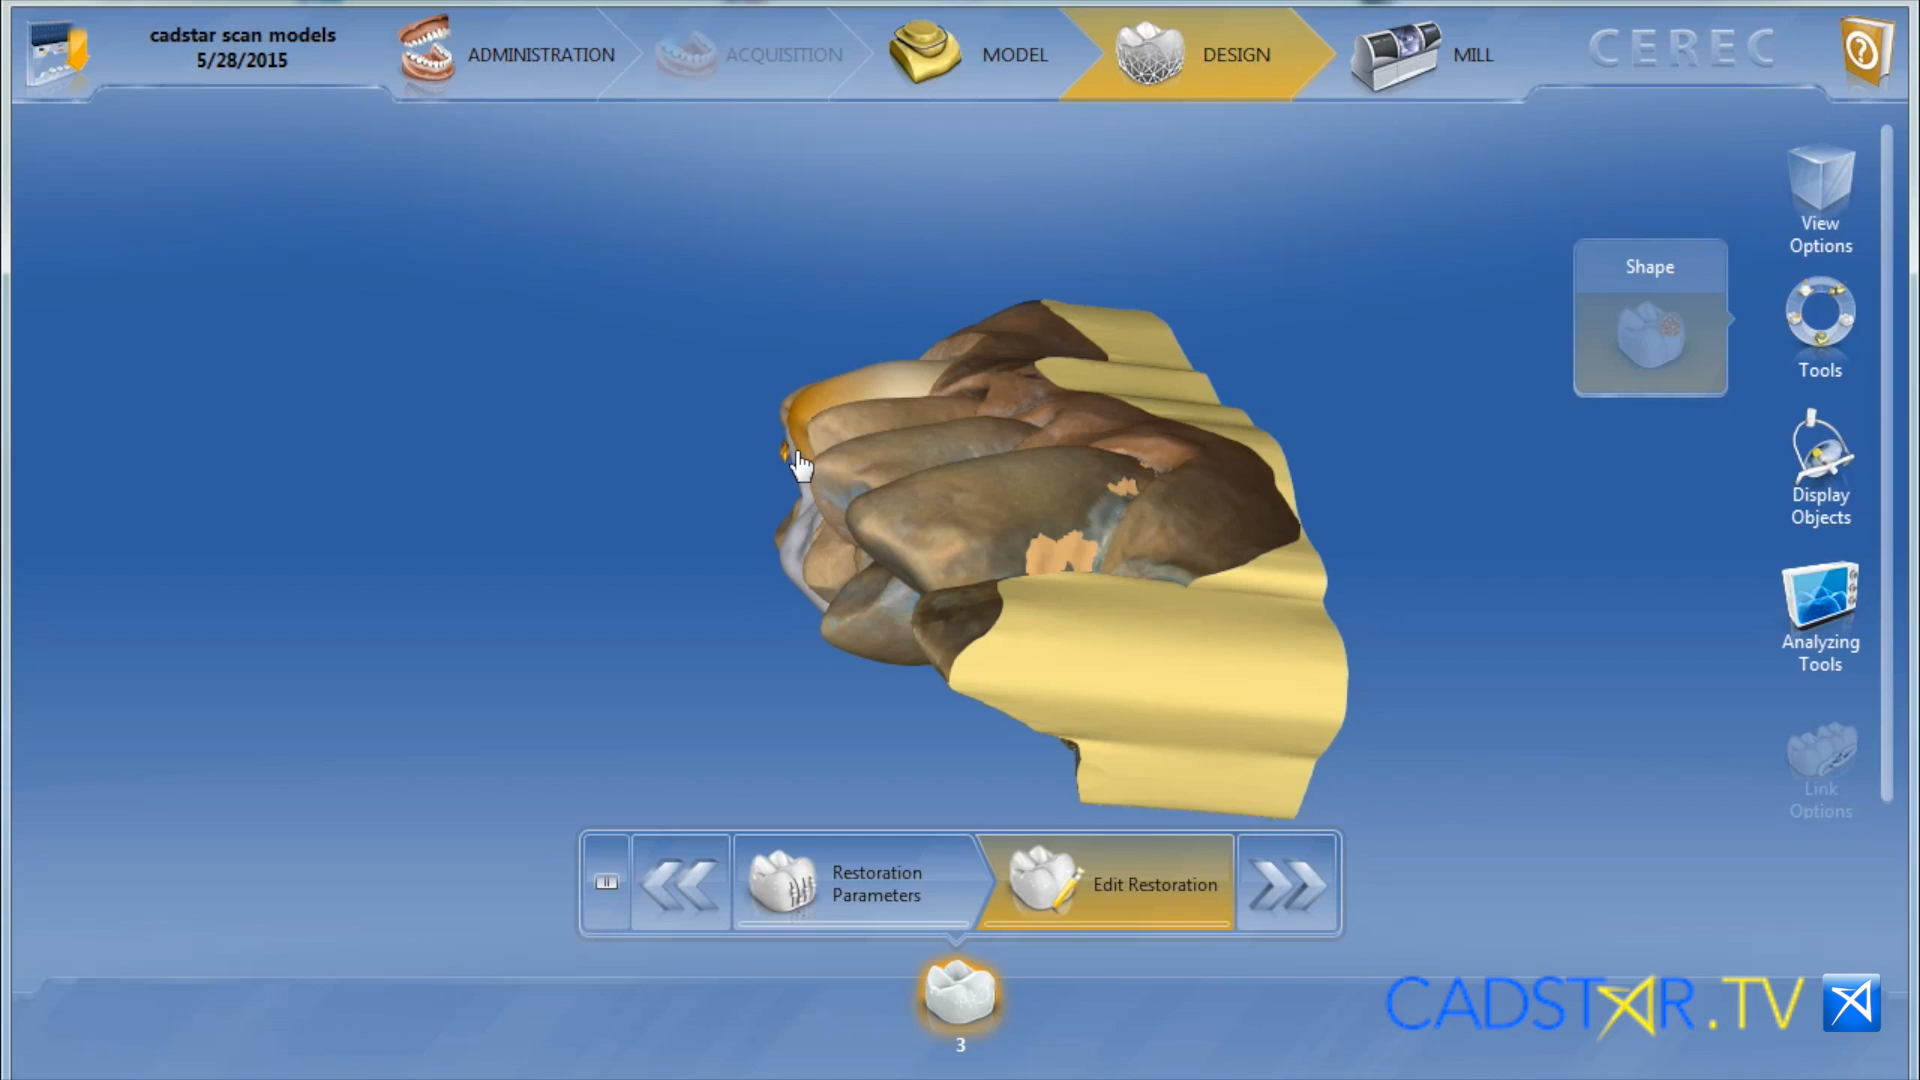 cadstar scan models
5/28/2015
ADMINISTRATION
ACQUISITION
MODEL
DESIGN
MILL
CEREC
View
Options
Shape
Tools
Display
Objects
Analyzing
Tools
Link
Options
Restoration
Parameters
Edit Restoration
3
CADSTAR.TV